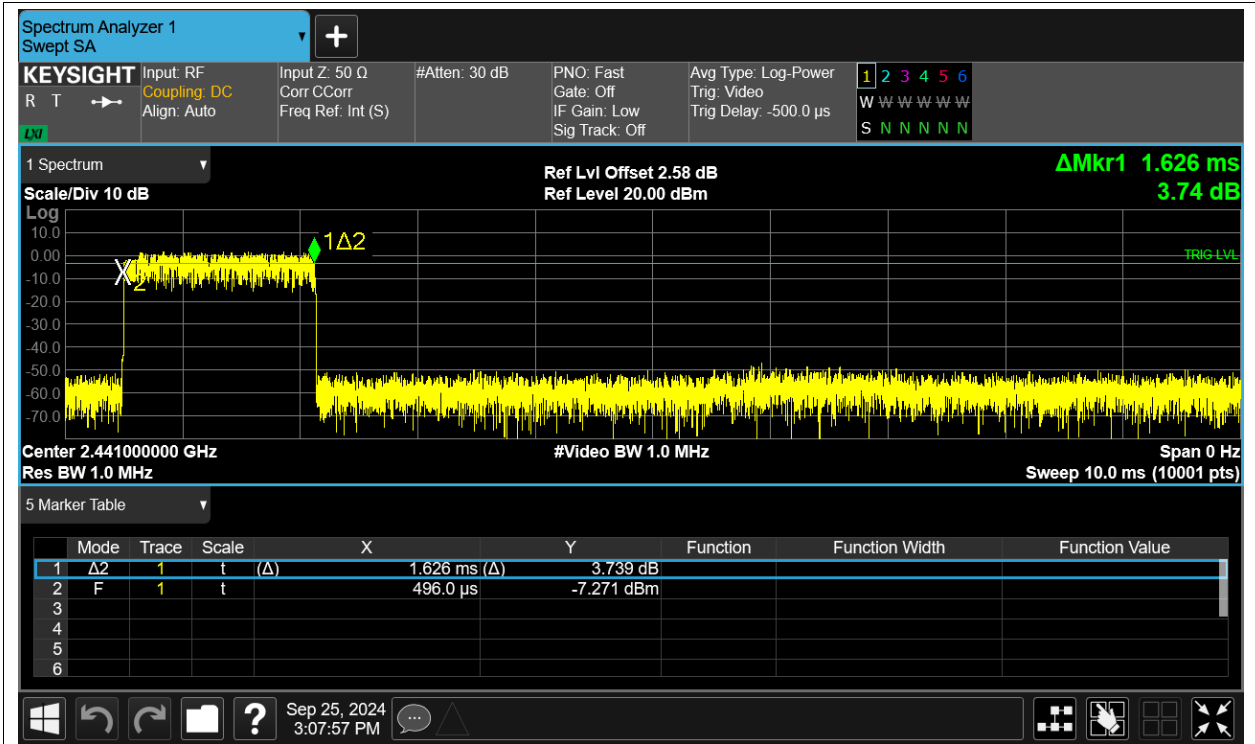 Spectrum Analyzer 1
Swept SA
+
KEYSIGHT Input: RF Input Z: 50 Ω #Atten: 30 dB PNO: Fast Avg Type: Log-Power 1 2 3 4 5 6
R T Coupling: DC Corr CCorr Gate: Off Trig: Video W W W W W W
Align: Auto Freq Ref: Int (S) IF Gain: Low Trig Delay: -500.0 µs
LXI Sig Track: Off S N N N N N
1 Spectrum Ref Lvl Offset 2.58 dB ΔMkr1 1.626 ms
Scale/Div 10 dB Ref Level 20.00 dBm 3.74 dB
Log
10.0
1Δ2
0.00 TRIG LVL
-10.0 X 2
-20.0
-30.0
-40.0
-50.0
-60.0
-70.0
Center 2.441000000 GHz #Video BW 1.0 MHz Span 0 Hz
Res BW 1.0 MHz Sweep 10.0 ms (10001 pts)
5 Marker Table
Mode Trace Scale X Y Function Function Width Function Value
1 Δ2 1 t (Δ) 1.626 ms (Δ) 3.739 dB
2 F 1 t 496.0 µs -7.271 dBm
3
4
5
6
? Sep 25, 2024
3:07:57 PM